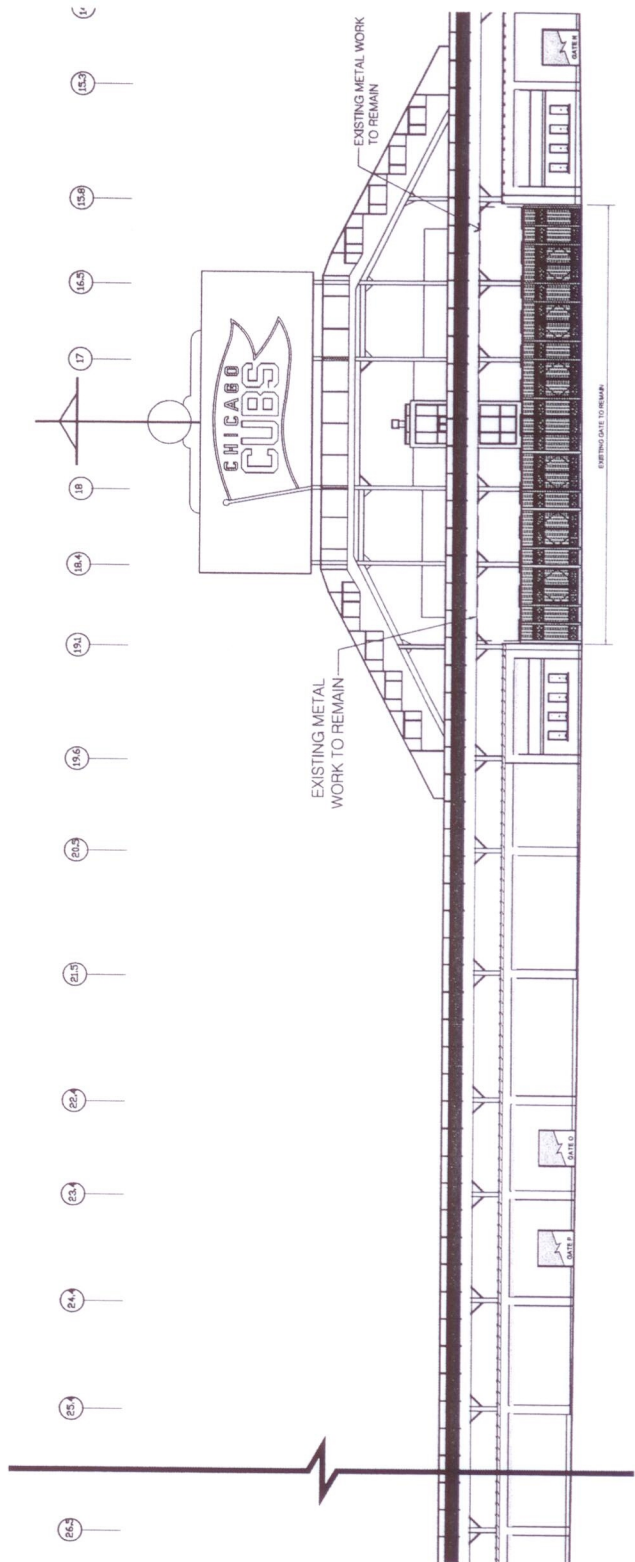 15.3
15.8
16.5
17
18
18.4
19.1
19.6
20.5
21.5
22.4
23.4
24.4
25.4
26.5
CHICAGO
CUBS
EXISTING METAL WORK
TO REMAIN
EXISTING METAL
WORK TO REMAIN
EXISTING GATE TO REMAIN
GATE N
GATE O
GATE P